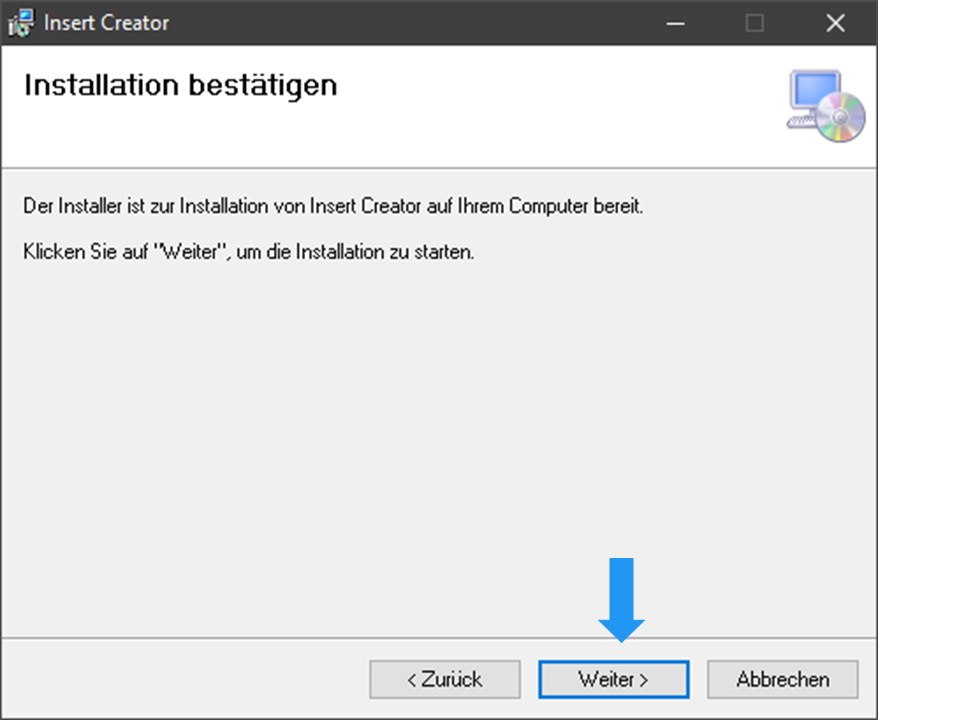 Insert Creator
Installation bestätigen
Der Installer ist zur Installation von Insert Creator auf Ihrem Computer bereit.
Klicken Sie auf "Weiter", um die Installation zu starten.
< Zurück
Weiter >
Abbrechen